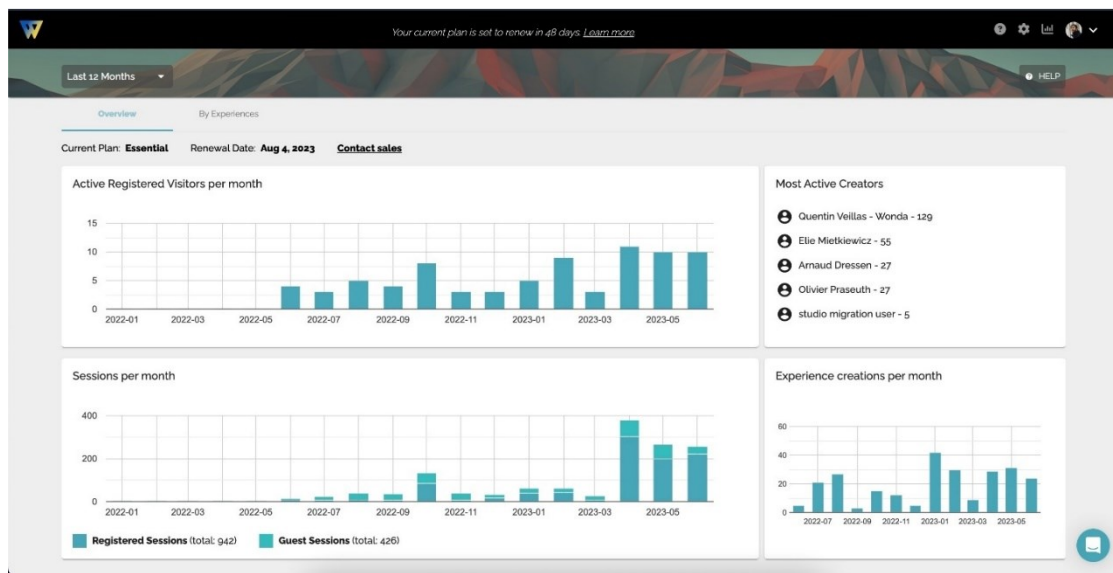 Your current plan is set to renew in 48 days. Learn more
Last 12 Months
HELP
Overview
By Experiences
Current Plan: Essential Renewal Date: Aug 4, 2023 Contact sales
Active Registered Visitors per month
15
10
5
0
2022-01 2022-03 2022-05 2022-07 2022-09 2022-11 2023-01 2023-03 2023-05
Most Active Creators
Quentin Veillas - Wonda - 129
Elie Mietkiewicz - 55
Arnaud Dressen - 27
Olivier Praseuth - 27
studio migration user - 5
Sessions per month
400
200
0
2022-01 2022-03 2022-05 2022-07 2022-09 2022-11 2023-01 2023-03 2023-05
Registered Sessions (total: 942) Guest Sessions (total: 426)
Experience creations per month
60
40
20
0
2022-07 2022-09 2022-11 2023-01 2023-03 2023-05